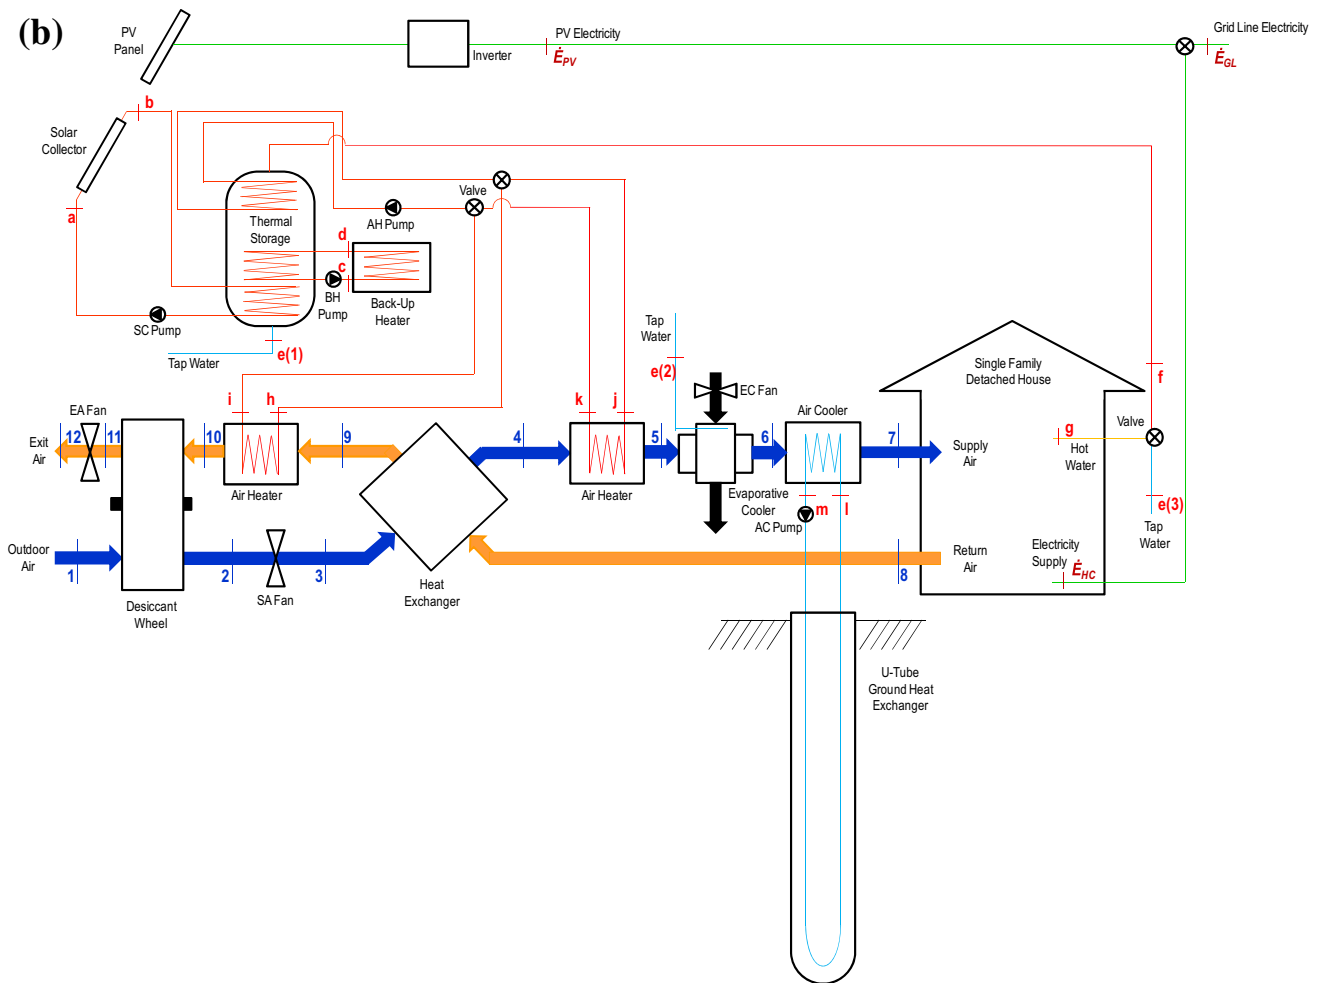 (b)
PV
Panel
Inverter
PV Electricity
Ė_PV
Grid Line Electricity
Ė_GL
b
Solar
Collector
a
Thermal
Storage
Valve
AH Pump
d
c
BH
Pump
Back-Up
Heater
SC Pump
Tap Water
e(1)
Tap
Water
e(2)
EC Fan
Single Family
Detached House
f
i
h
k
j
Air Cooler
EA Fan
Exit
Air
12
11
10
9
4
5
6
7
Supply
Air
g
Hot
Water
Valve
Air Heater
Air Heater
Evaporative
Cooler
AC Pump
m
l
e(3)
Tap
Water
Outdoor
Air
1
2
3
SA Fan
Desiccant
Wheel
Heat
Exchanger
8
Return
Air
Electricity
Supply
Ė_HC
U-Tube
Ground Heat
Exchanger